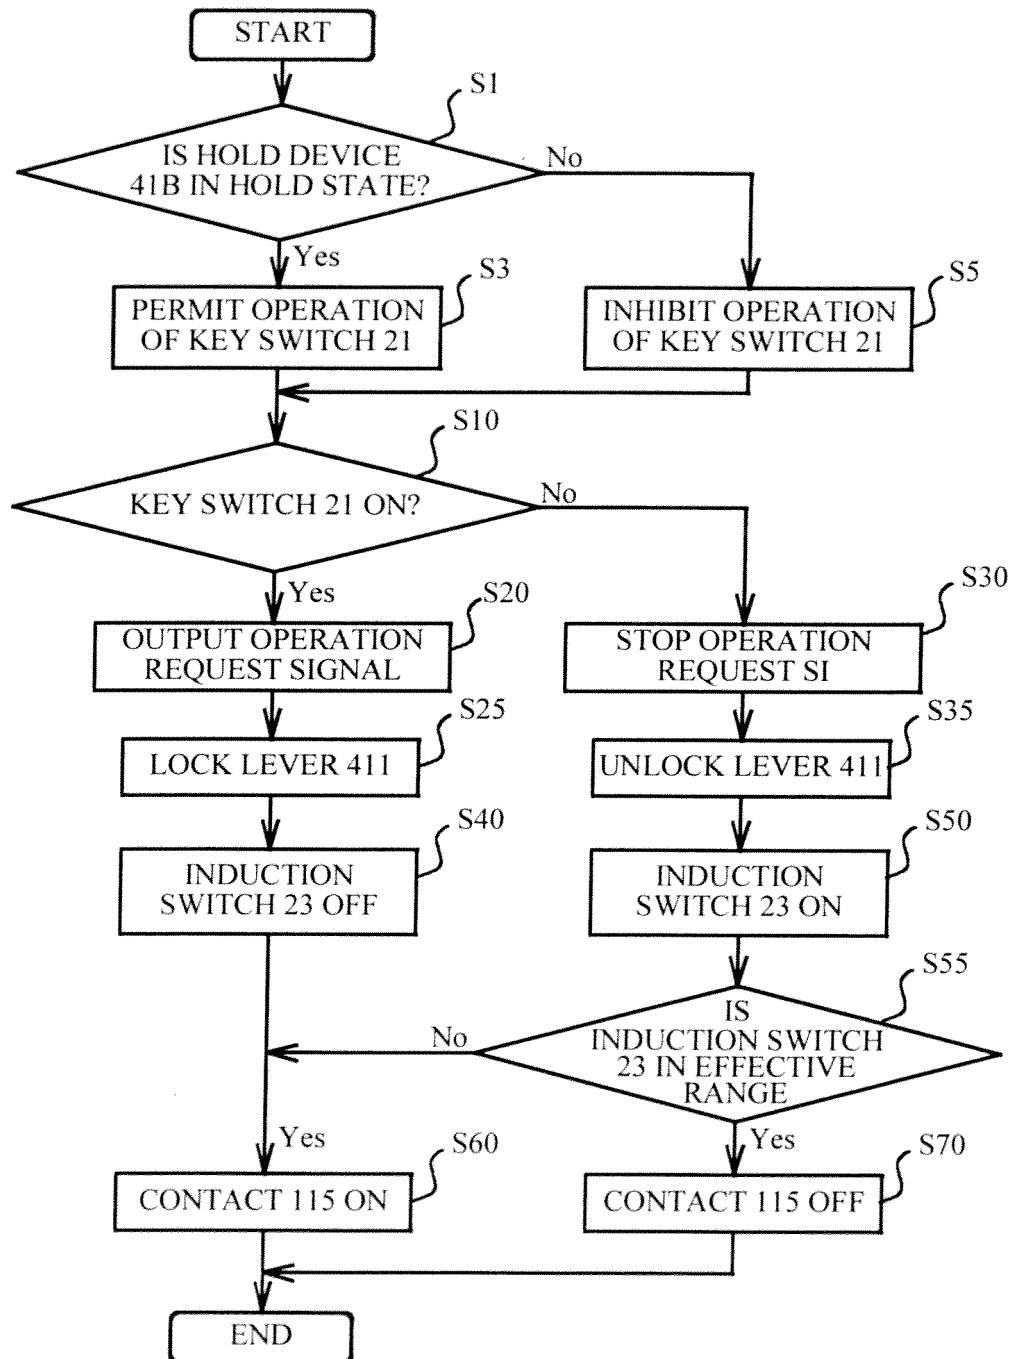 START
S1
IS HOLD DEVICE
41B IN HOLD STATE?
No
Yes
S3
PERMIT OPERATION
OF KEY SWITCH 21
S5
INHIBIT OPERATION
OF KEY SWITCH 21
S10
KEY SWITCH 21 ON?
No
Yes
S20
OUTPUT OPERATION
REQUEST SIGNAL
S30
STOP OPERATION
REQUEST SI
S25
LOCK LEVER 411
S35
UNLOCK LEVER 411
S40
INDUCTION
SWITCH 23 OFF
S50
INDUCTION
SWITCH 23 ON
S55
IS
INDUCTION SWITCH
23 IN EFFECTIVE
RANGE
No
Yes
Yes
S60
CONTACT 115 ON
S70
CONTACT 115 OFF
END